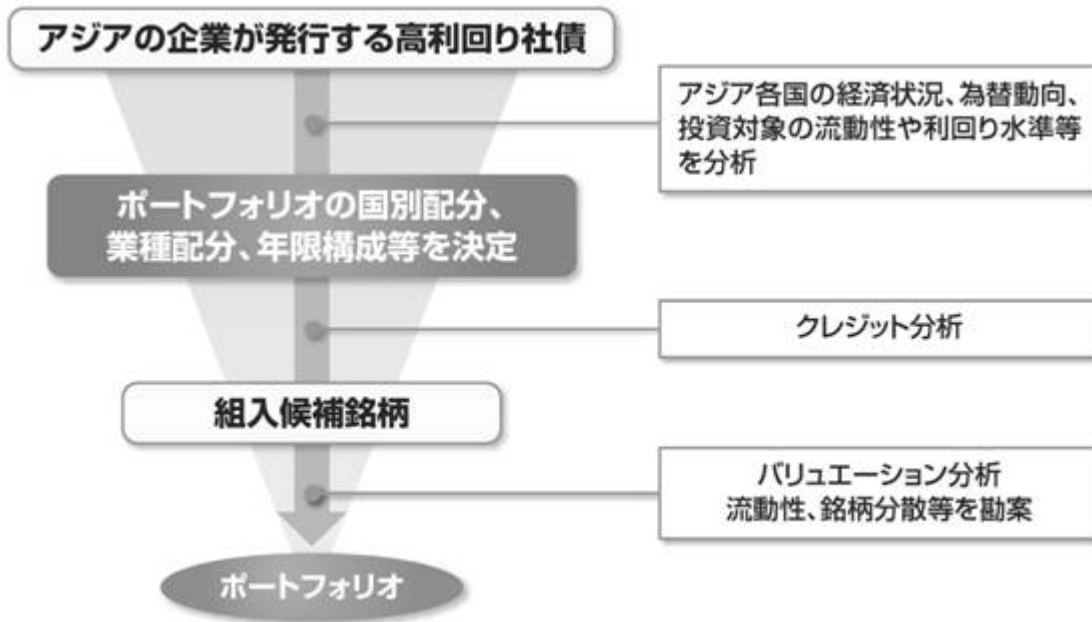 アジアの企業が発行する高利回り社債
アジア各国の経済状況、為替動向、
投資対象の流動性や利回り水準等
を分析
ポートフォリオの国別配分、
業種配分、年限構成等を決定
クレジット分析
組入候補銘柄
バリュエーション分析
流動性、銘柄分散等を勘案
ポートフォリオ